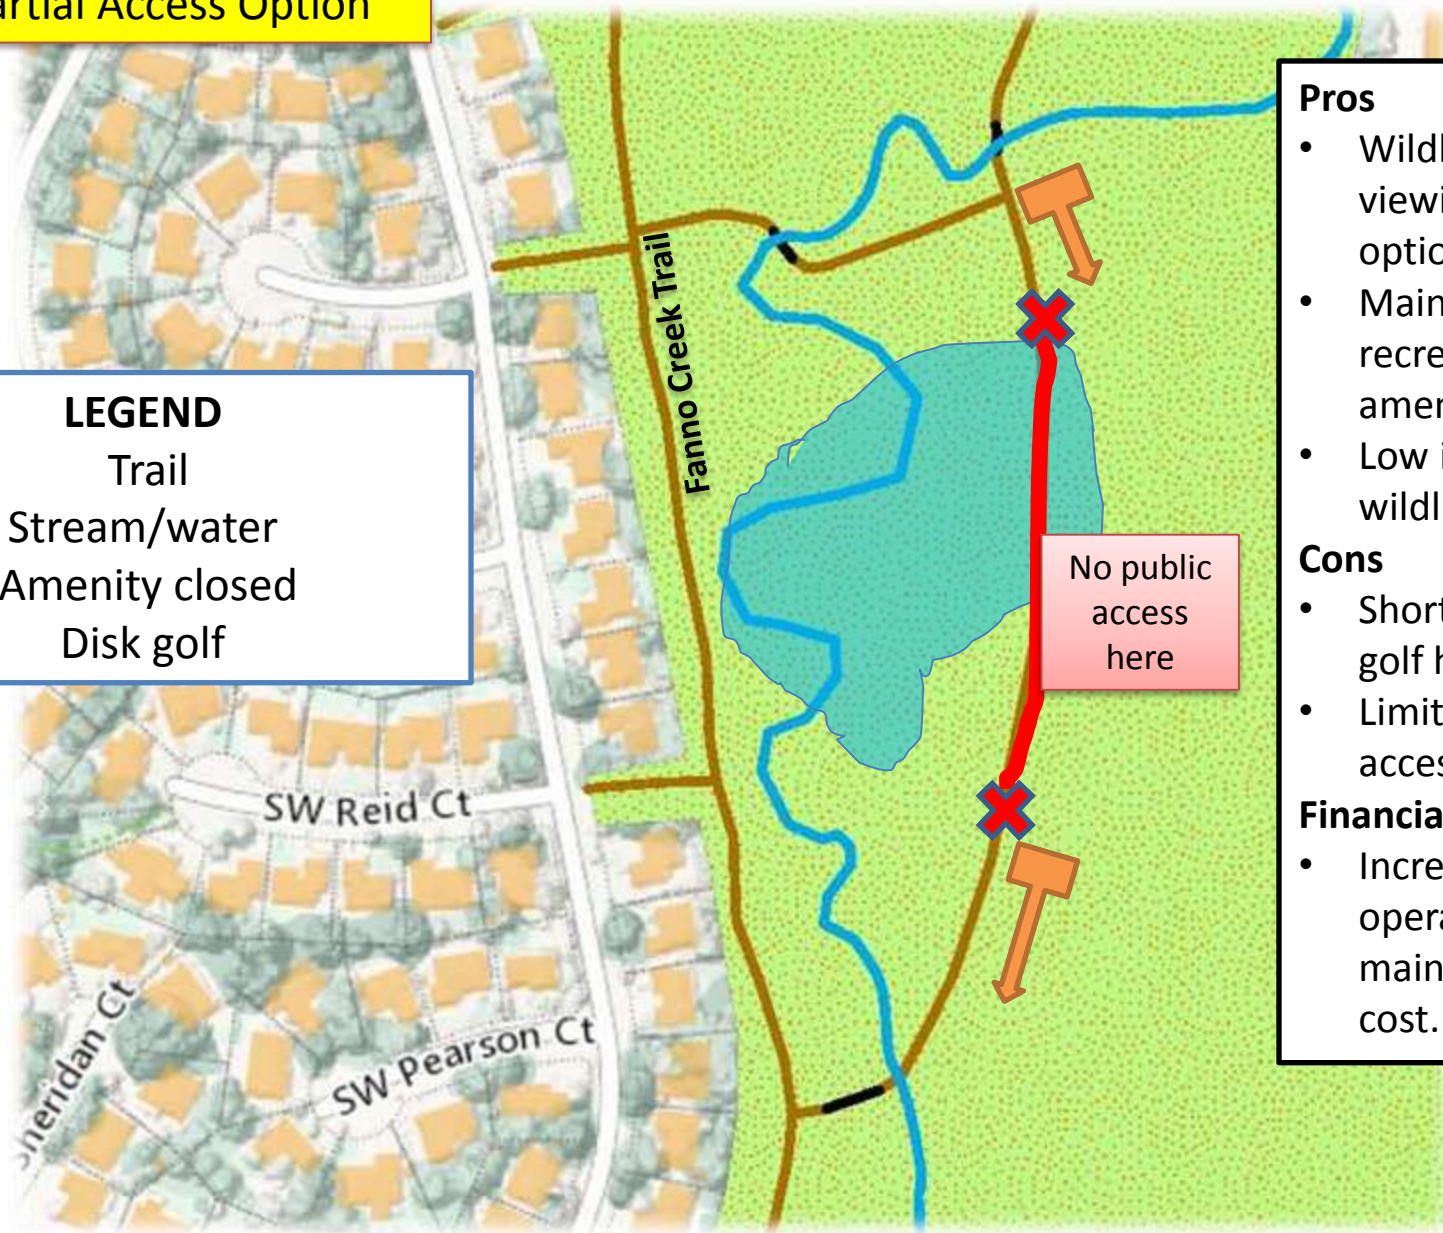 Partial Access Option
Pros
• Wildl
viewi
optio
• Main
recre
amen
• Low i
wildl
Cons
• Short
golf h
• Limit
acces
Financia
• Incre
opera
main
cost.
LEGEND
Trail
Stream/water
Amenity closed
Disk golf
Fanno Creek Trail
No public
access
here
SW Reid Ct
SW Pearson Ct
Sheridan Ct